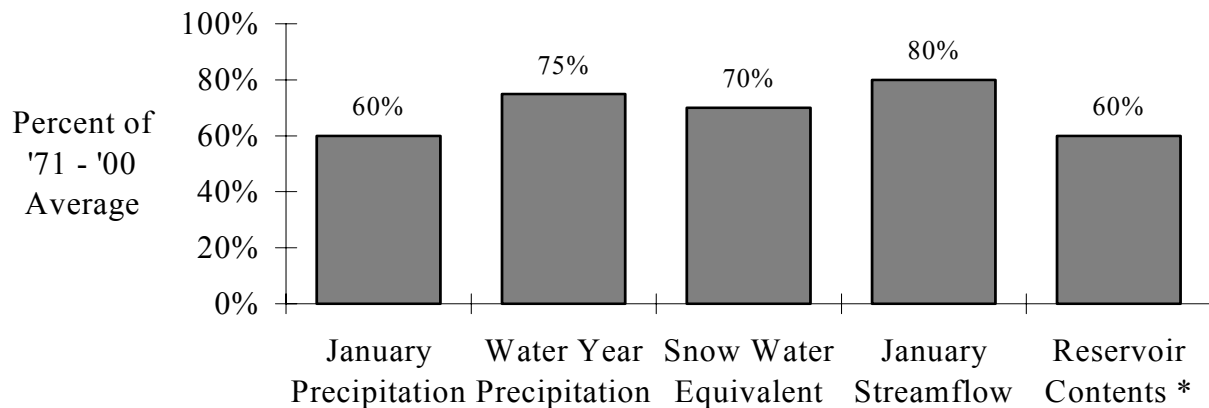 100%
80%
60%
40%
20%
0%
Percent of
'71 - '00
Average
60%
75%
70%
80%
60%
January
Precipitation
Water Year
Precipitation
Snow Water
Equivalent
January
Streamflow
Reservoir
Contents *